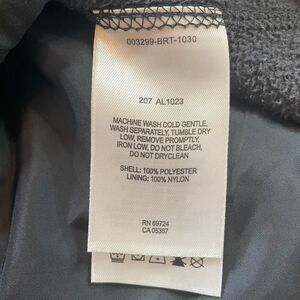 003299-BRT-1030
207 AL1023
MACHINE WASH COLD GENTLE,
WASH SEPARATELY, TUMBLE DRY
LOW, REMOVE PROMPTLY.
IRON LOW, DO NOT BLEACH,
DO NOT DRYCLEAN
SHELL: 100% POLYESTER
LINING: 100% NYLON
RN 69724
CA 05367